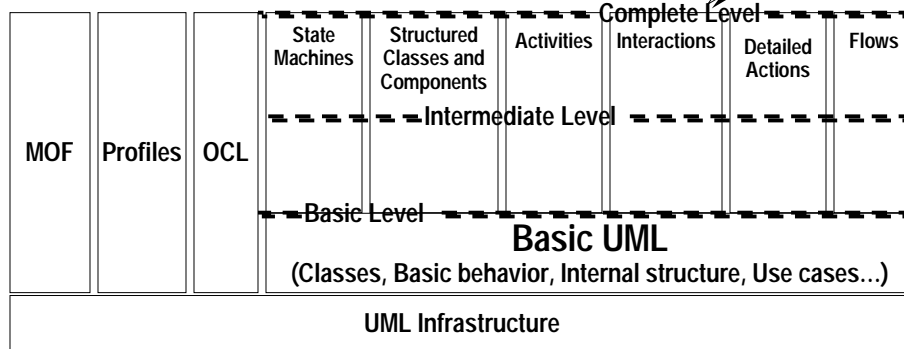 Complete Level
State
Machines
Structured
Classes and
Components
Activities
Interactions
Detailed
Actions
Flows
Intermediate Level
MOF
Profiles
OCL
Basic Level
Basic UML
(Classes, Basic behavior, Internal structure, Use cases…)
UML Infrastructure